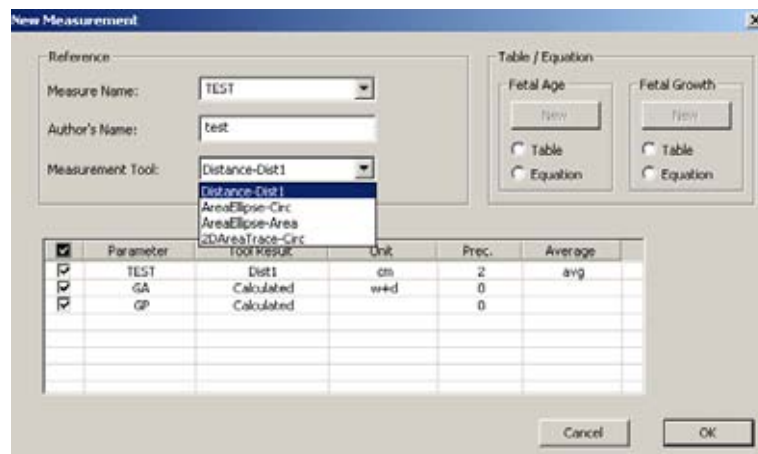 New Measurement
Reference
Measure Name: TEST
Author's Name: test
Measurement Tool: Distance-Dist1
Distance-Dist1
AreaEllipse-Circ
AreaEllipse-Area
2DAreaTrace-Circ
Table / Equation
Fetal Age
New
Table
Equation
Fetal Growth
New
Table
Equation
Parameter Tool Result Unit Prec. Average
TEST Dist1 cm 2 avg
GA Calculated w+d 0
GP Calculated 0
Cancel OK